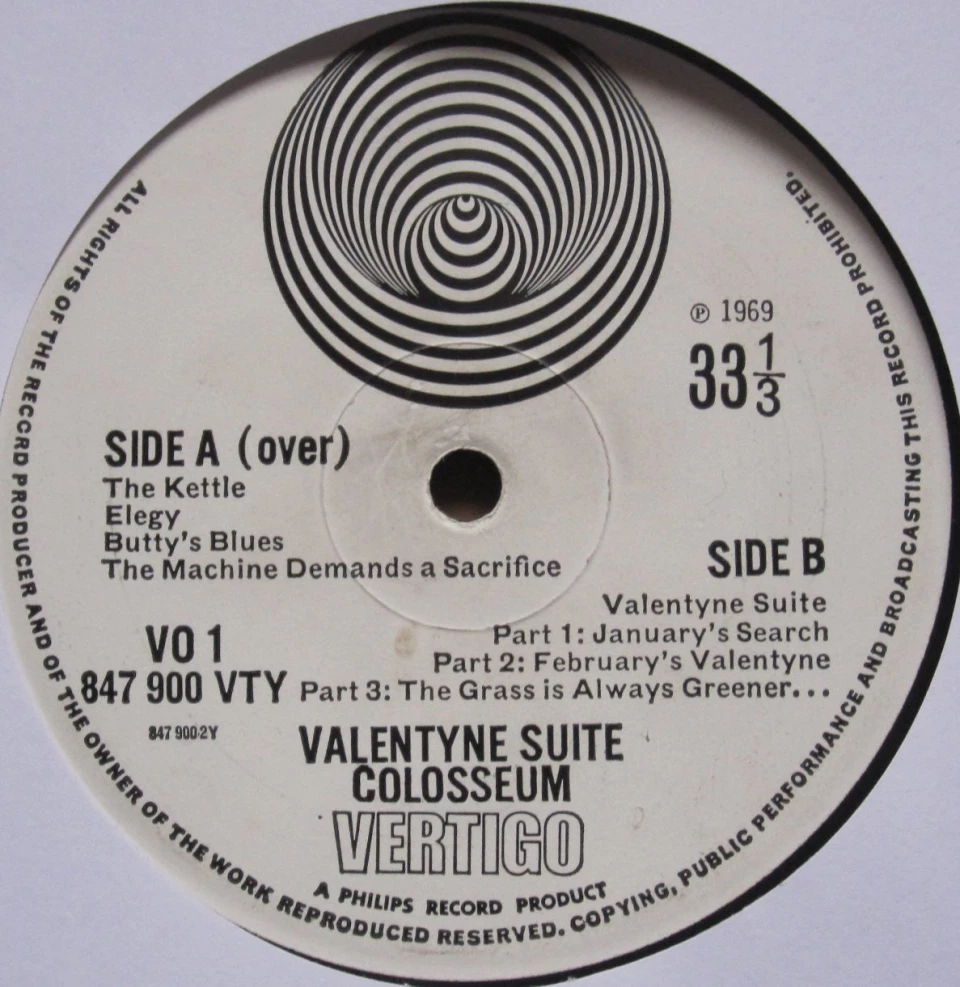 ALL RIGHTS OF THE RECORD PRODUCER AND OF THE OWNER OF THE WORK REPRODUCED RESERVED. COPYING, PUBLIC PERFORMANCE AND BROADCASTING THIS RECORD PROHIBITED.
℗ 1969
33 1/3
SIDE A (over)
The Kettle
Elegy
Butty's Blues
The Machine Demands a Sacrifice
SIDE B
Valentyne Suite
Part 1: January's Search
Part 2: February's Valentyne
Part 3: The Grass is Always Greener...
VO 1
847 900 VTY
847 900·2Y
VALENTYNE SUITE
COLOSSEUM
VERTIGO
A PHILIPS RECORD PRODUCT